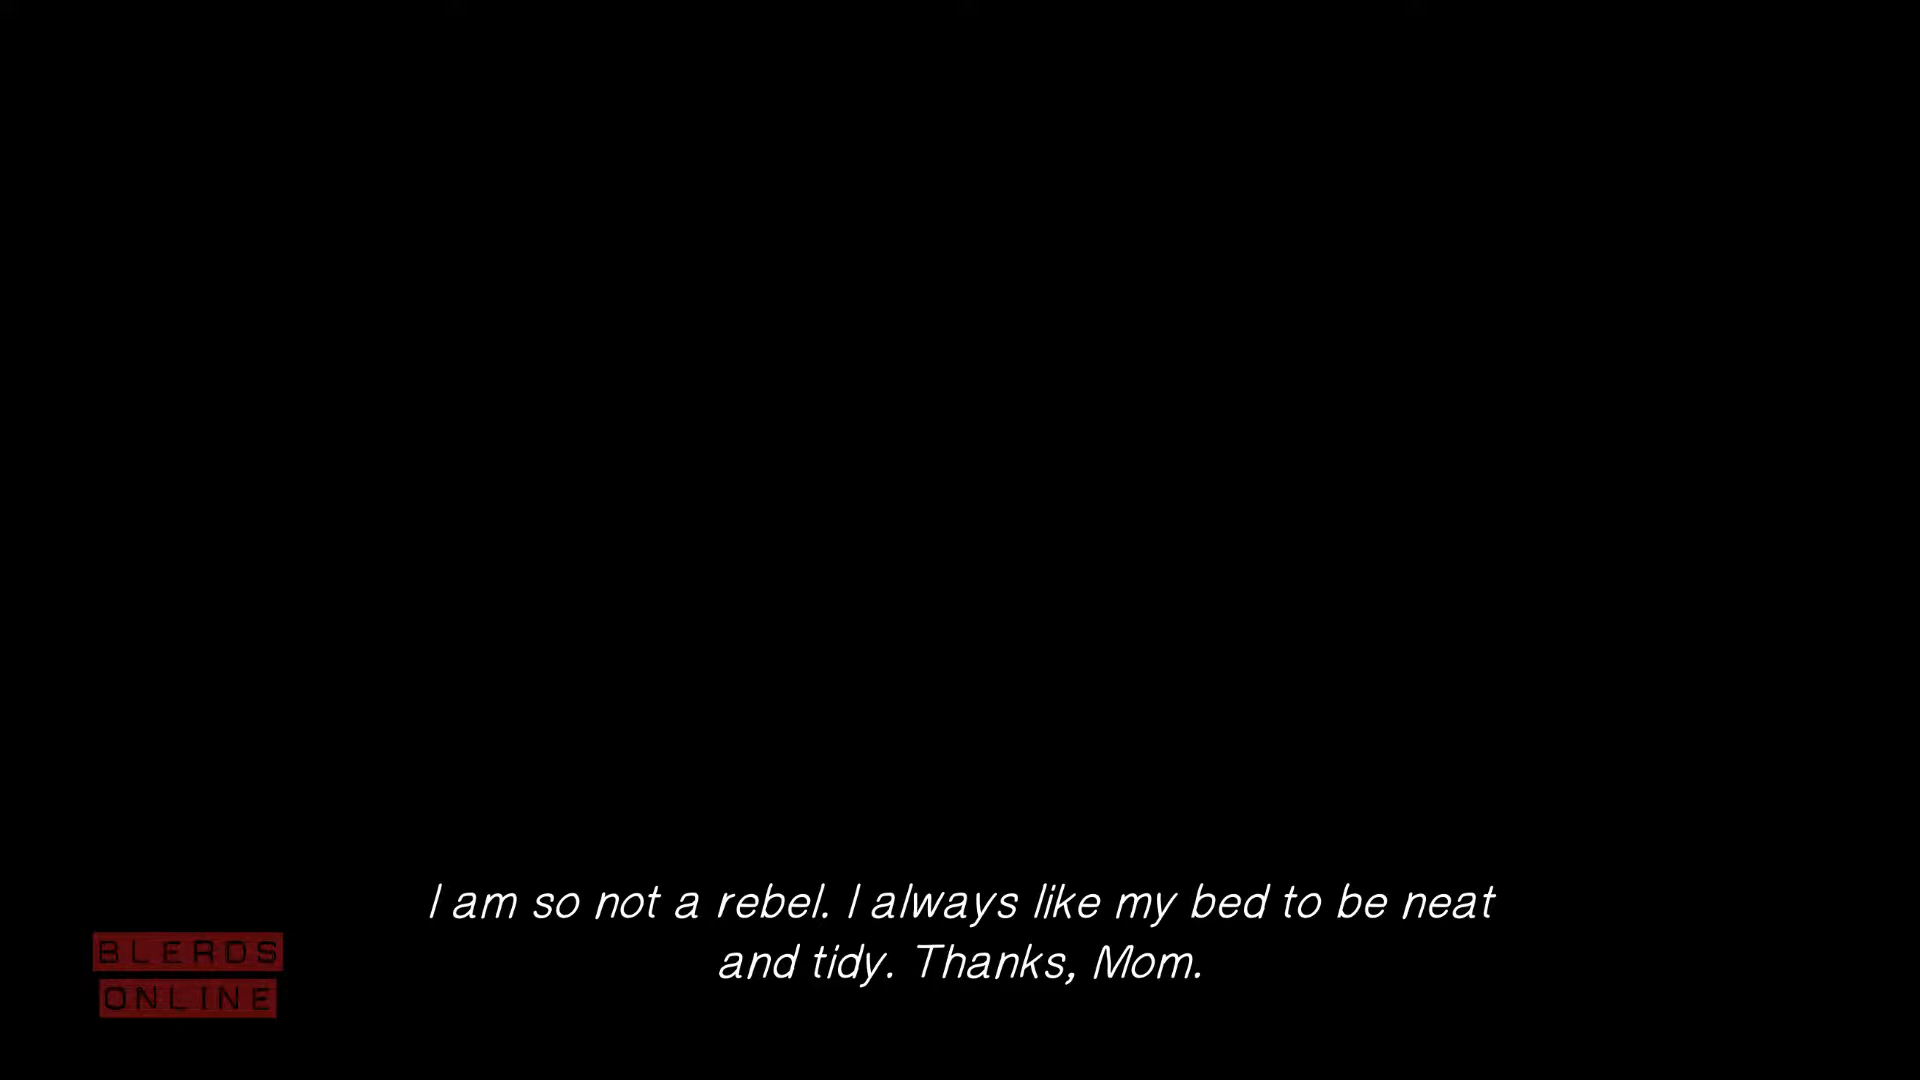 I am so not a rebel. I always like my bed to be neat
and tidy. Thanks, Mom.
BLERDS
ONLINE